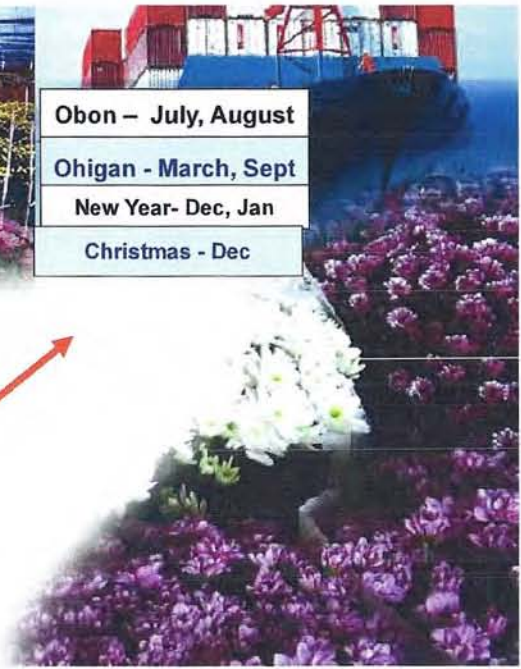 Obon – July, August
Ohigan - March, Sept
New Year- Dec, Jan
Christmas - Dec